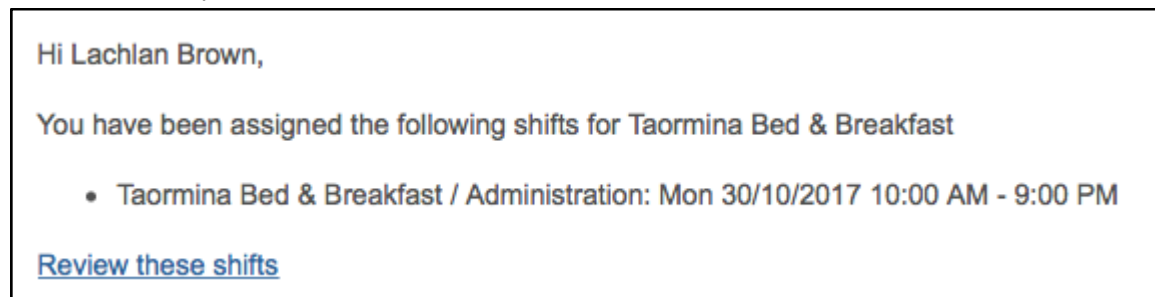 Hi Lachlan Brown,
You have been assigned the following shifts for Taormina Bed & Breakfast
• Taormina Bed & Breakfast / Administration: Mon 30/10/2017 10:00 AM - 9:00 PM
Review these shifts